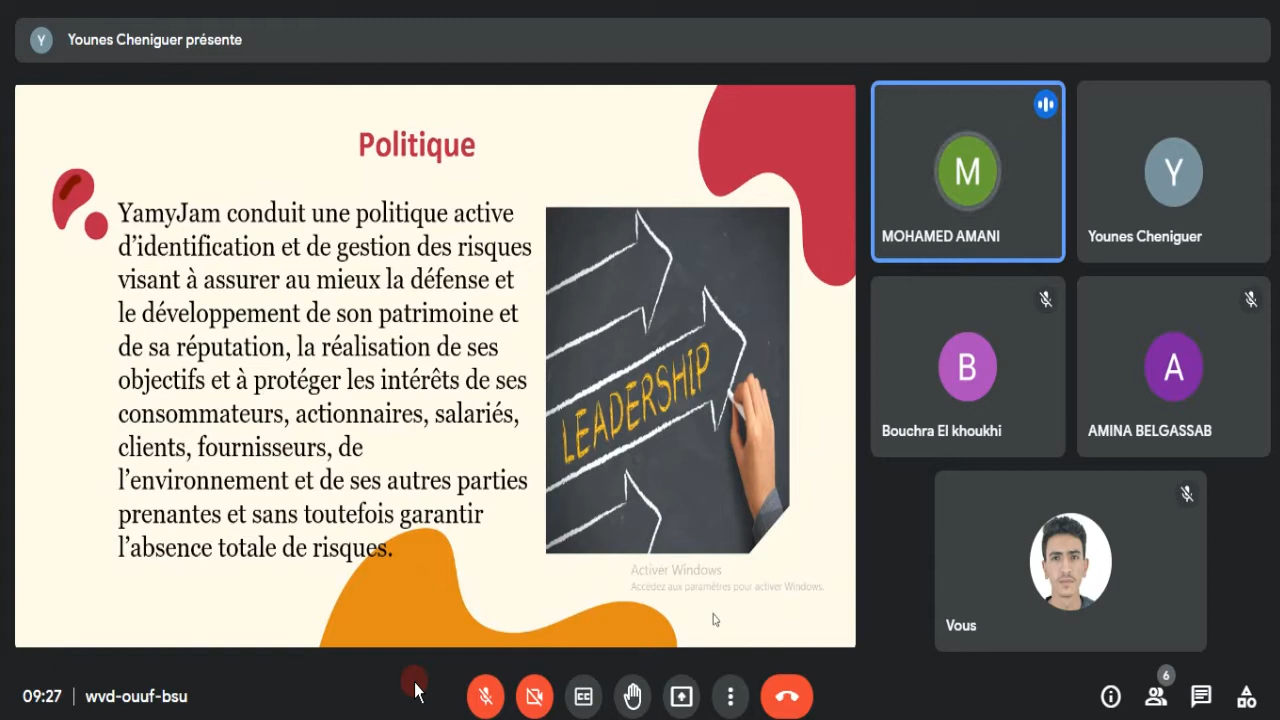 Y
Younes Cheniguer présente
Politique
YamyJam conduit une politique active
d’identification et de gestion des risques
visant à assurer au mieux la défense et
le développement de son patrimoine et
de sa réputation, la réalisation de ses
objectifs et à protéger les intérêts de ses
consommateurs, actionnaires, salariés,
clients, fournisseurs, de
l’environnement et de ses autres parties
prenantes et sans toutefois garantir
l’absence totale de risques.
LEADERSHIP
Activer Windows
Accédez aux paramètres pour activer Windows.
M
MOHAMED AMANI
Y
Younes Cheniguer
B
Bouchra El khoukhi
A
AMINA BELGASSAB
Vous
09:27 | wvd-ouuf-bsu
6